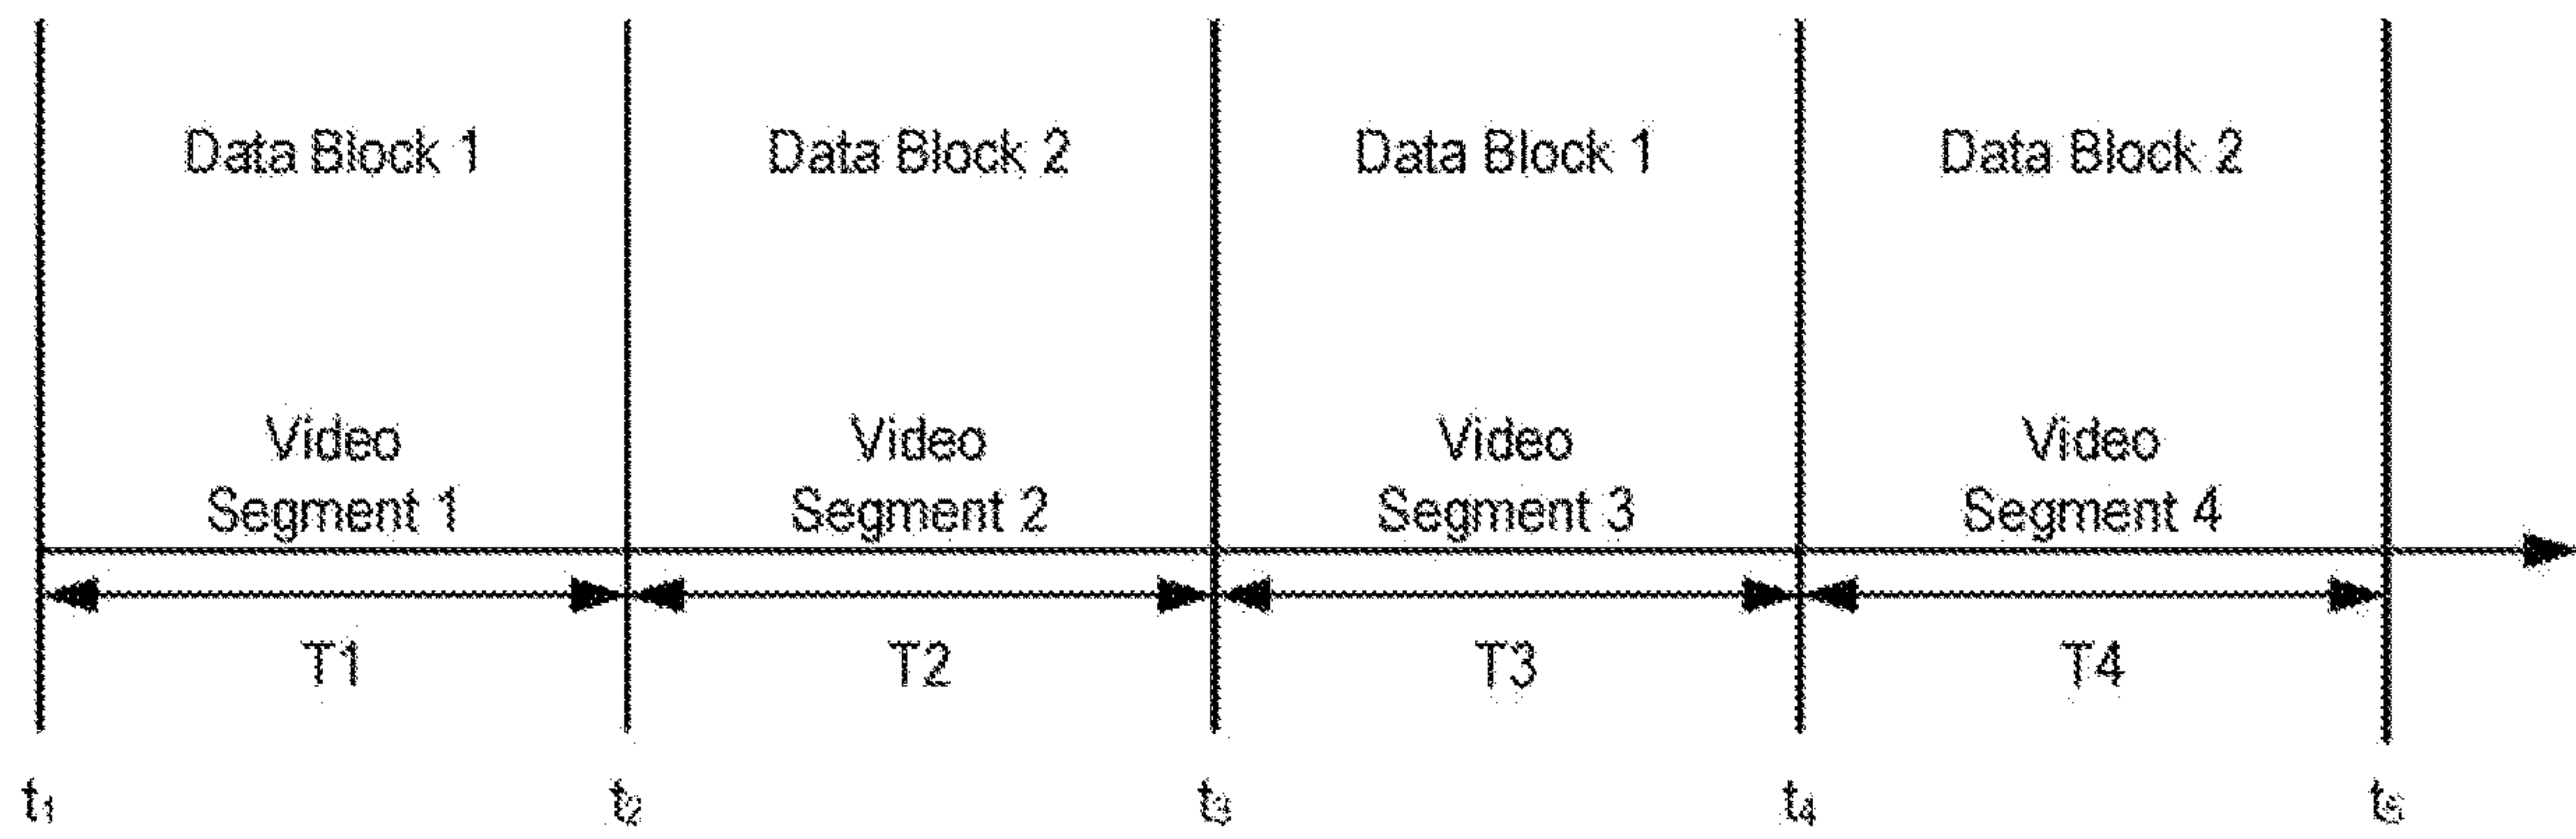 Data Block 1 Data Block 2 Data Block 1 Data Block 2
Video Video Video Video
Segment 1 Segment 2 Segment 3 Segment 4
T1 T2 T3 T4
t1 t2 t3 t4 t5